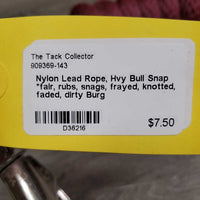 The Tack Collector
909369-143
Nylon Lead Rope, Hvy Bull Snap
*fair, rubs, snags, frayed, knotted,
faded, dirty Burg
D36216
$7.50